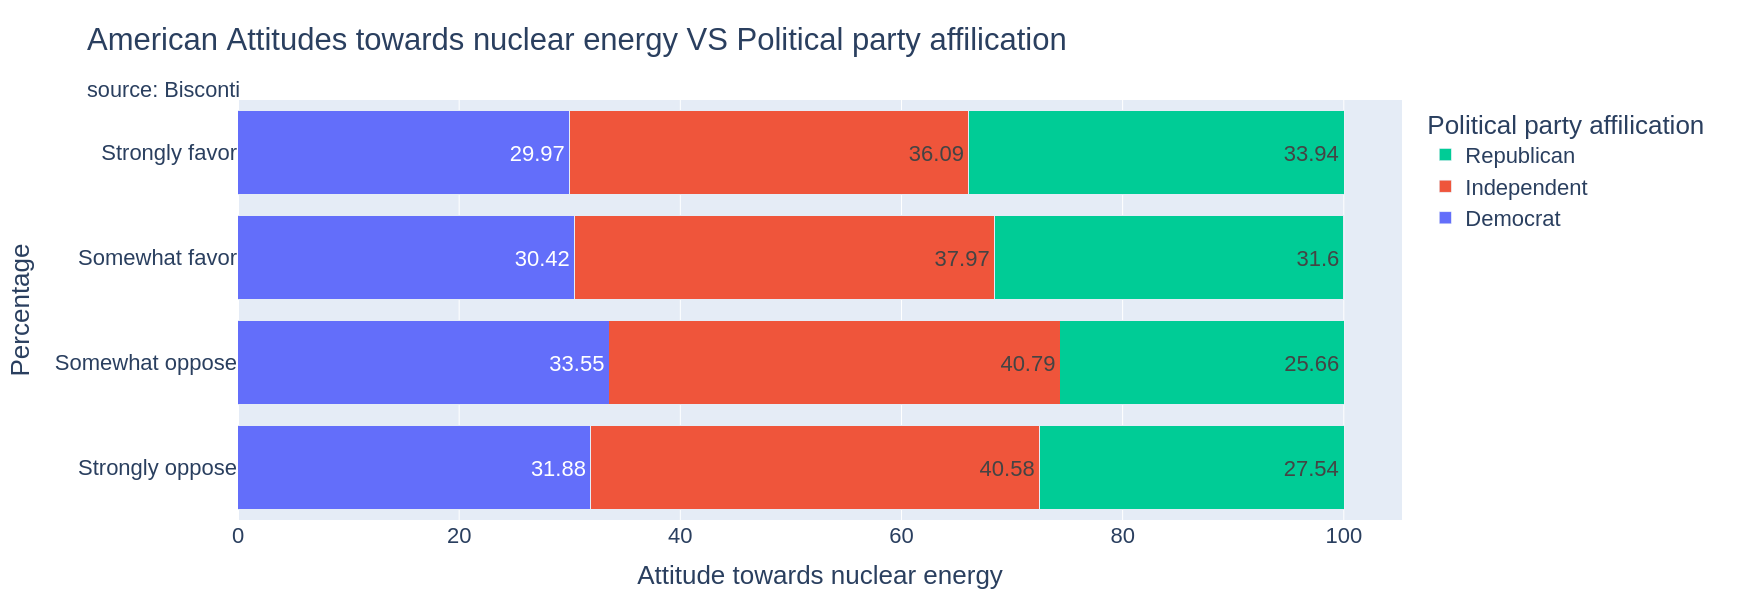 American Attitudes towards nuclear energy VS Political party affilication
source: Bisconti
Political party affilication
Republican
Independent
Democrat
Percentage
Strongly favor 29.97 36.09 33.94
Somewhat favor 30.42 37.97 31.6
Somewhat oppose 33.55 40.79 25.66
Strongly oppose 31.88 40.58 27.54
0 20 40 60 80 100
Attitude towards nuclear energy